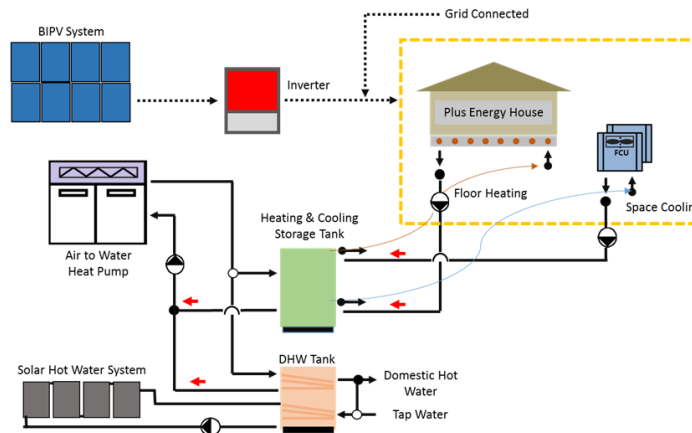 Grid Connected
BIPV System
Inverter
Plus Energy House
FCU
Floor Heating
Space Coolin
Heating & Cooling
Storage Tank
Air to Water
Heat Pump
DHW Tank
Solar Hot Water System
Domestic Hot
Water
Tap Water